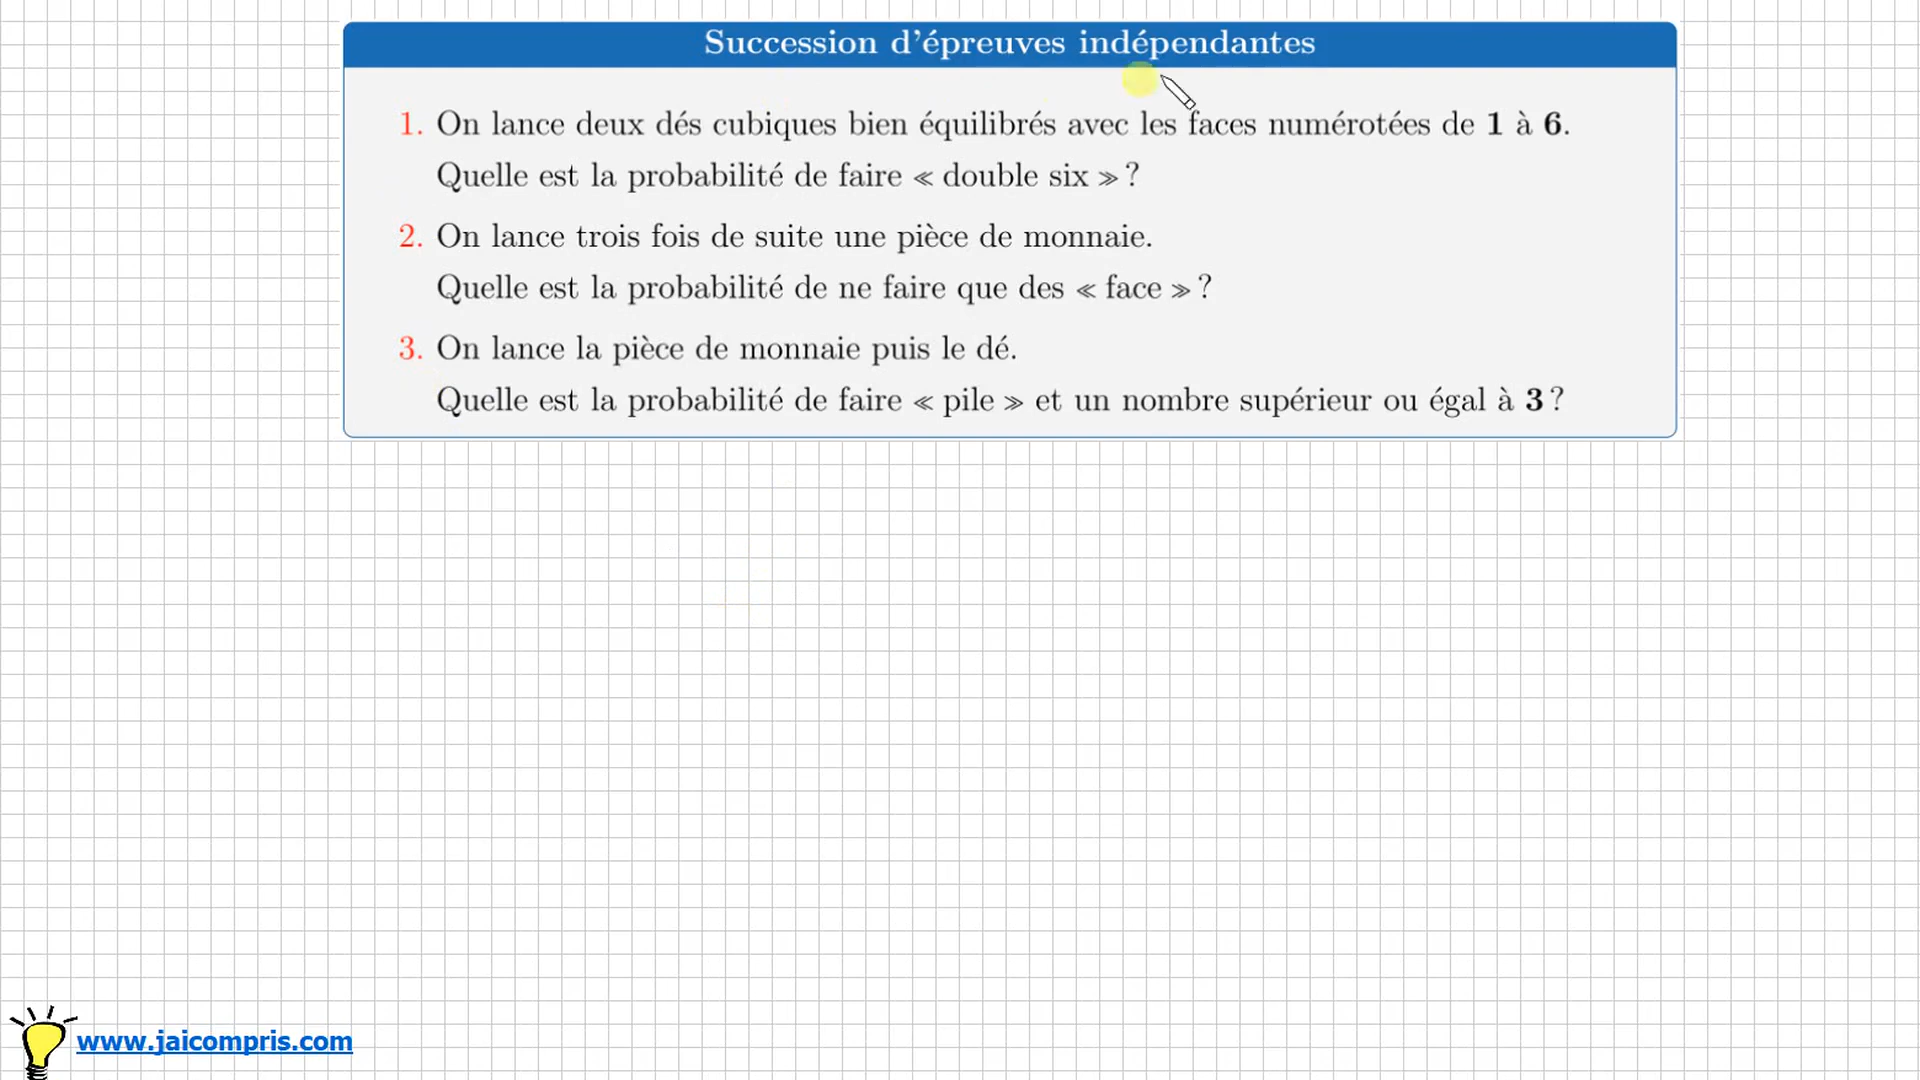 Succession d'épreuves indépendantes
1. On lance deux dés cubiques bien équilibrés avec les faces numérotées de 1 à 6.
Quelle est la probabilité de faire ≪ double six ≫ ?
2. On lance trois fois de suite une pièce de monnaie.
Quelle est la probabilité de ne faire que des ≪ face ≫ ?
3. On lance la pièce de monnaie puis le dé.
Quelle est la probabilité de faire ≪ pile ≫ et un nombre supérieur ou égal à 3 ?
www.jaicompris.com